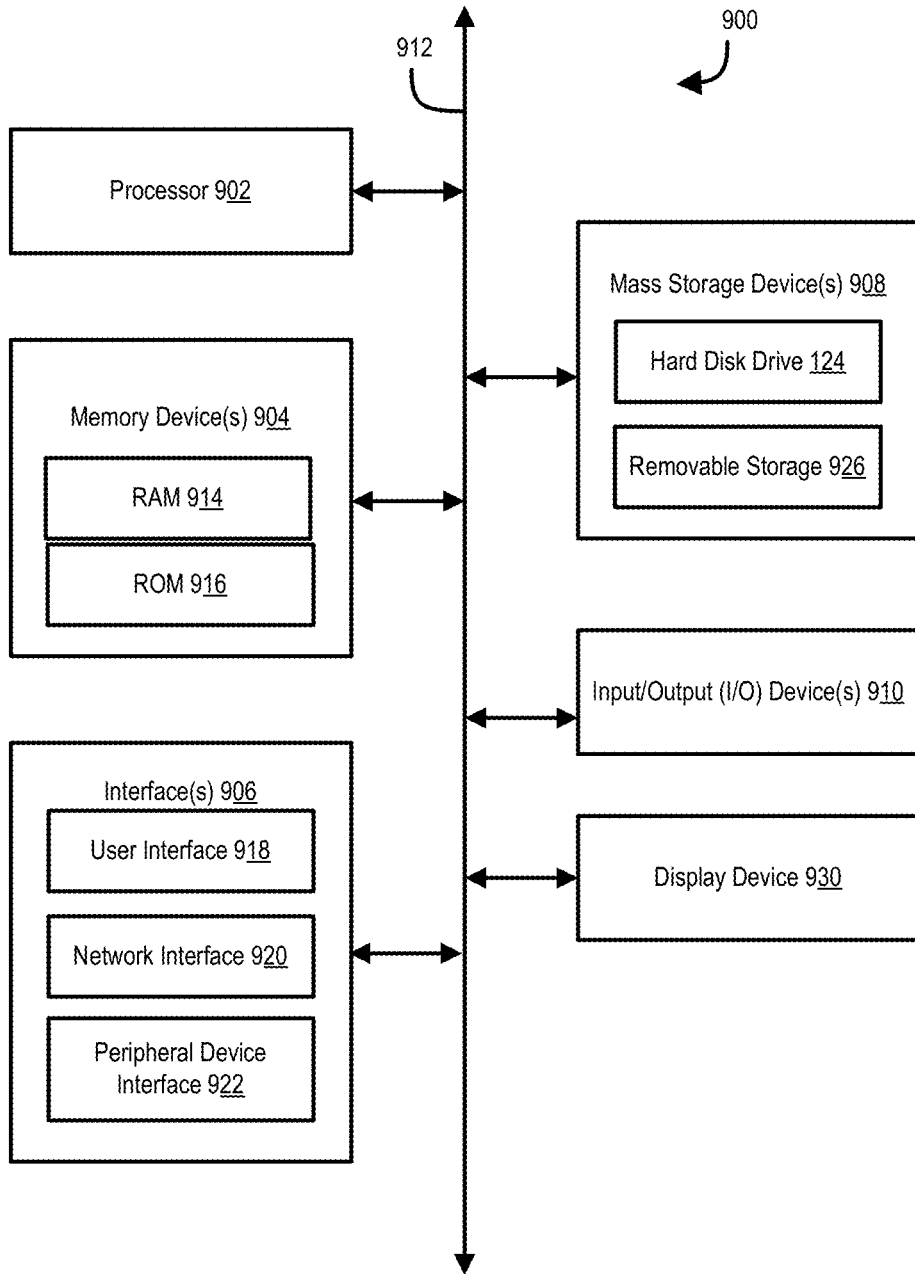 900
912
Processor 902
Mass Storage Device(s) 908
Hard Disk Drive 124
Removable Storage 926
Memory Device(s) 904
RAM 914
ROM 916
Input/Output (I/O) Device(s) 910
Interface(s) 906
User Interface 918
Network Interface 920
Peripheral Device
Interface 922
Display Device 930